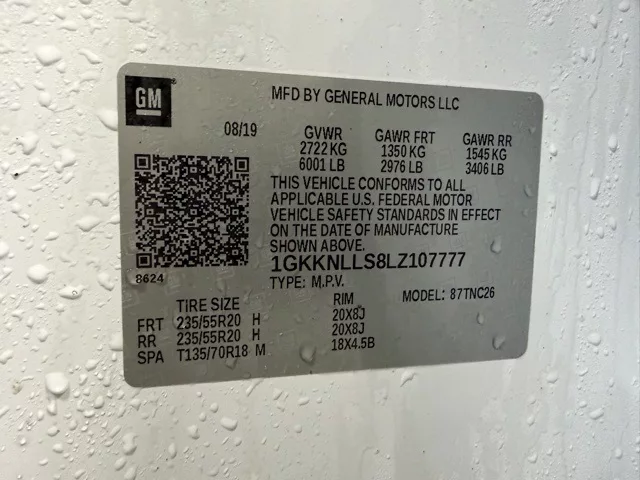 GM
MFD BY GENERAL MOTORS LLC
08/19 GVWR GAWR FRT GAWR RR
2722 KG 1350 KG 1545 KG
6001 LB 2976 LB 3406 LB
THIS VEHICLE CONFORMS TO ALL
APPLICABLE U.S. FEDERAL MOTOR
VEHICLE SAFETY STANDARDS IN EFFECT
ON THE DATE OF MANUFACTURE
SHOWN ABOVE.
8624
1GKKNLLS8LZ107777
TYPE: M.P.V. MODEL: 87TNC26
TIRE SIZE RIM
FRT 235/55R20 H 20X8J
RR 235/55R20 H 20X8J
SPA T135/70R18 M 18X4.5B